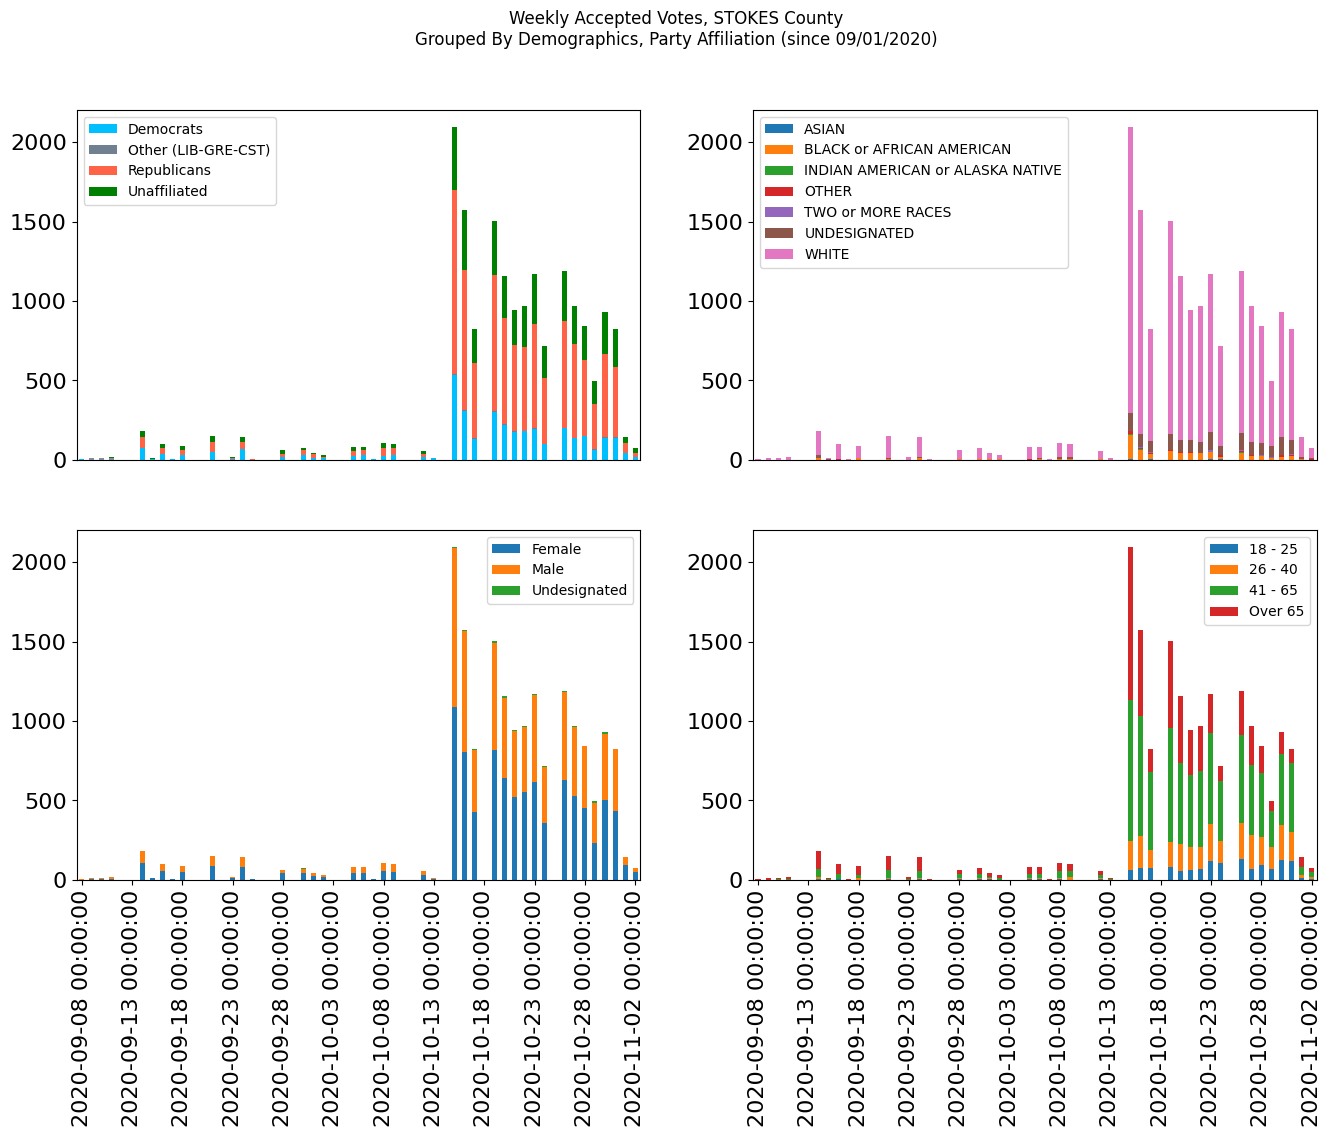 Weekly Accepted Votes, STOKES County
Grouped By Demographics, Party Affiliation (since 09/01/2020)
2000
1500
1000
500
0
Democrats
Other (LIB-GRE-CST)
Republicans
Unaffiliated
ASIAN
BLACK or AFRICAN AMERICAN
INDIAN AMERICAN or ALASKA NATIVE
OTHER
TWO or MORE RACES
UNDESIGNATED
WHITE
2000
1500
1000
500
0
2000
1500
1000
500
0
Female
Male
Undesignated
2020-09-08 00:00:00
2020-09-13 00:00:00
2020-09-18 00:00:00
2020-09-23 00:00:00
2020-09-28 00:00:00
2020-10-03 00:00:00
2020-10-08 00:00:00
2020-10-13 00:00:00
2020-10-18 00:00:00
2020-10-23 00:00:00
2020-10-28 00:00:00
2020-11-02 00:00:00
2000
1500
1000
500
0
18 - 25
26 - 40
41 - 65
Over 65
2020-09-08 00:00:00
2020-09-13 00:00:00
2020-09-18 00:00:00
2020-09-23 00:00:00
2020-09-28 00:00:00
2020-10-03 00:00:00
2020-10-08 00:00:00
2020-10-13 00:00:00
2020-10-18 00:00:00
2020-10-23 00:00:00
2020-10-28 00:00:00
2020-11-02 00:00:00